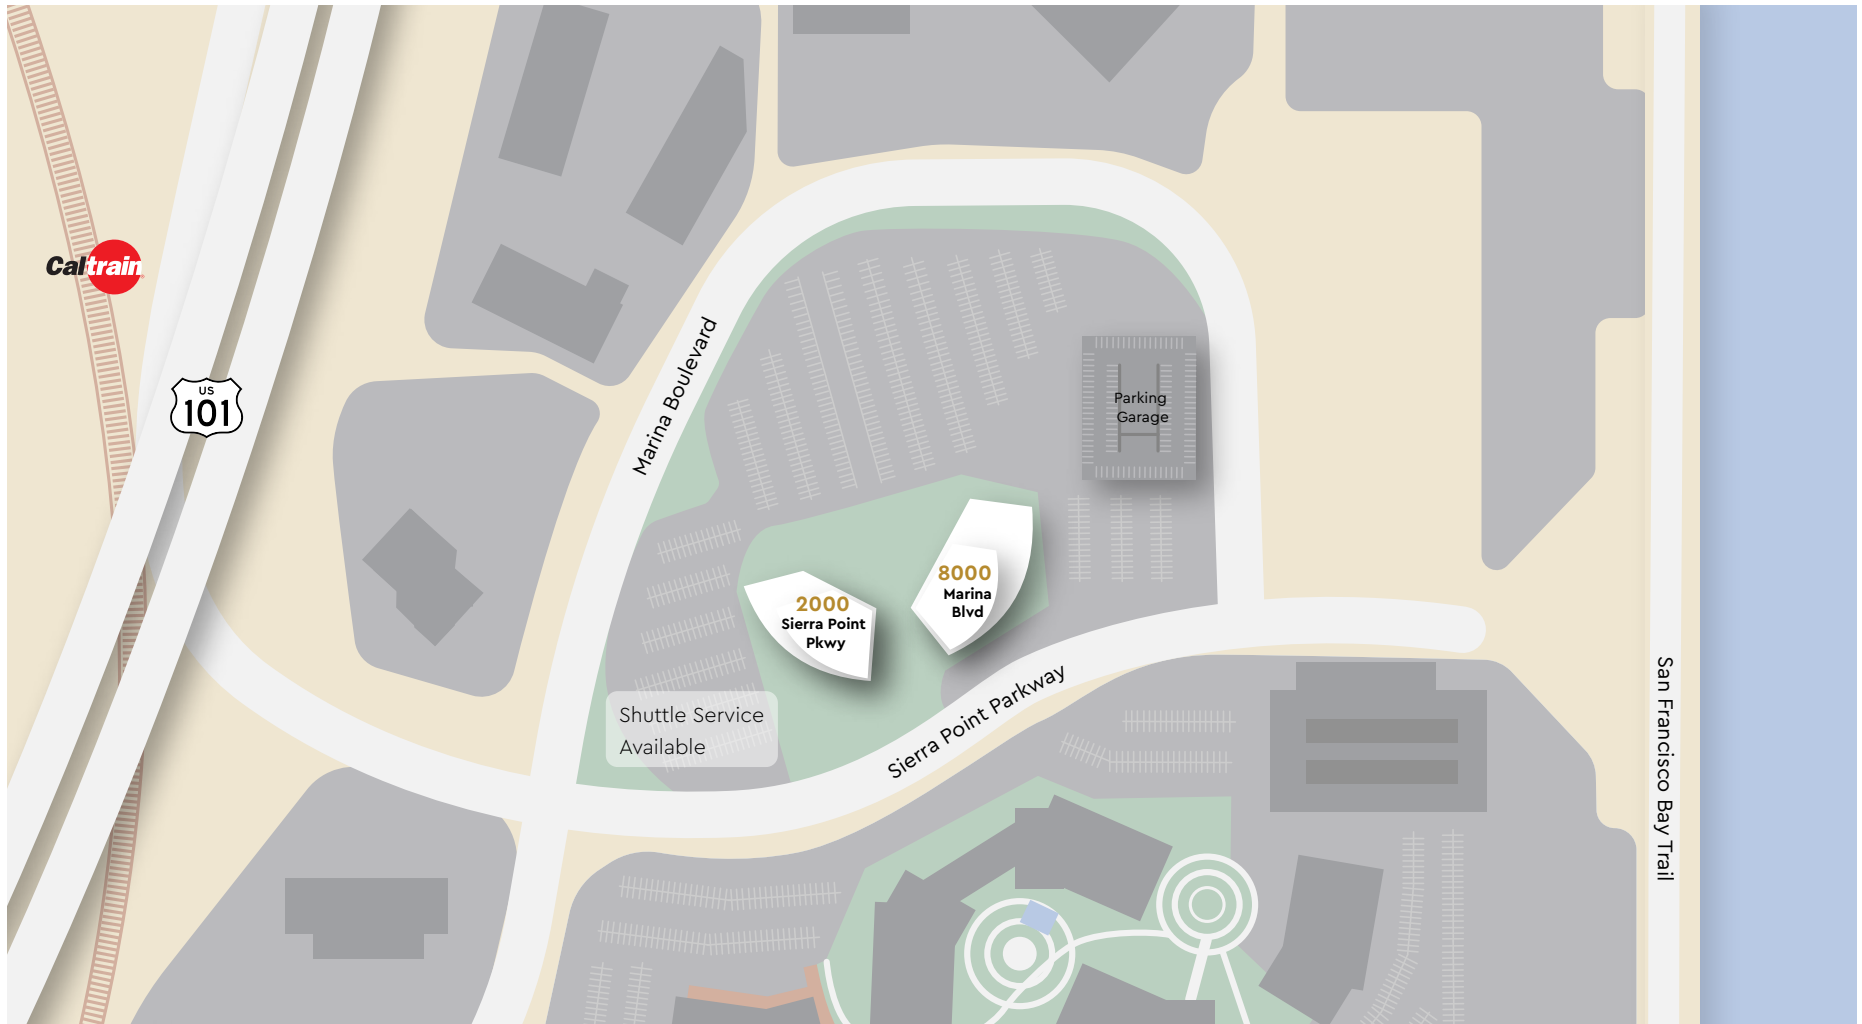 Caltrain
US
101
Marina Boulevard
Parking
Garage
8000
Marina
Blvd
2000
Sierra Point
Pkwy
Shuttle Service
Available
Sierra Point Parkway
San Francisco Bay Trail